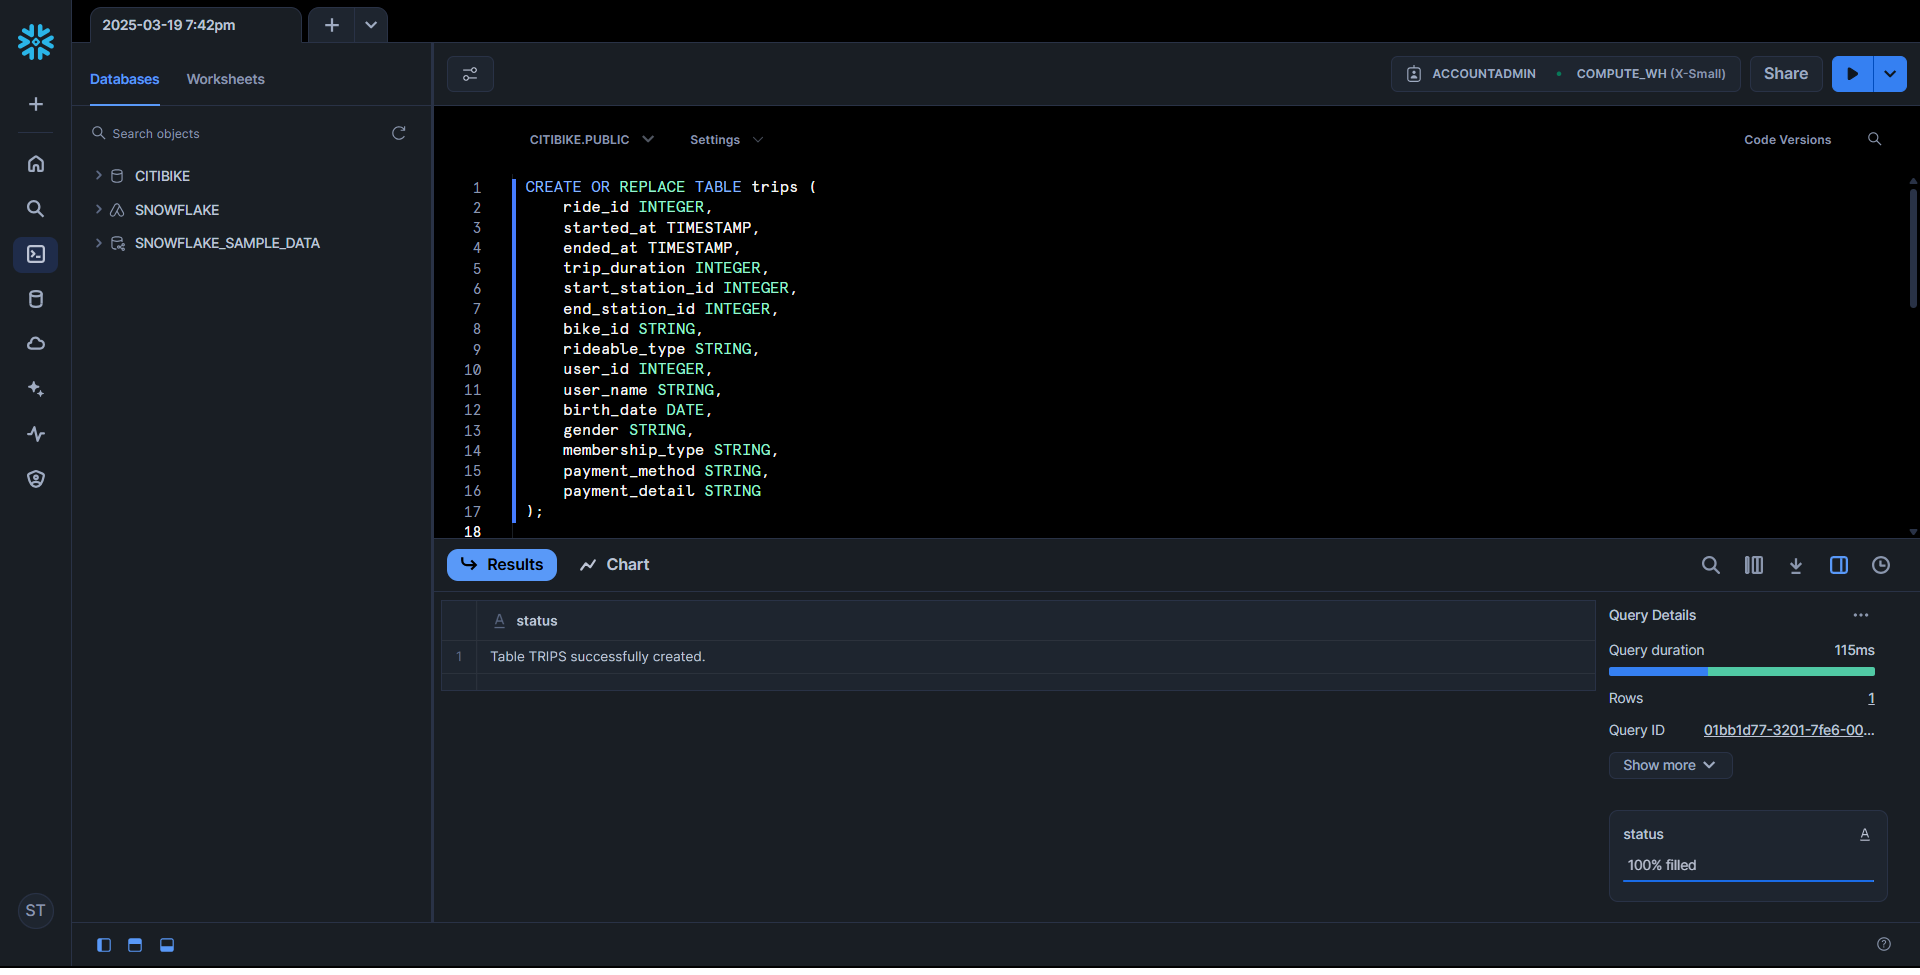 2025-03-19 7:42pm
Databases
Worksheets
ACCOUNTADMIN
COMPUTE_WH (X-Small)
Share
Search objects
CITIBIKE
SNOWFLAKE
SNOWFLAKE_SAMPLE_DATA
CITIBIKE.PUBLIC
Settings
Code Versions
1 CREATE OR REPLACE TABLE trips (
2 ride_id INTEGER,
3 started_at TIMESTAMP,
4 ended_at TIMESTAMP,
5 trip_duration INTEGER,
6 start_station_id INTEGER,
7 end_station_id INTEGER,
8 bike_id STRING,
9 rideable_type STRING,
10 user_id INTEGER,
11 user_name STRING,
12 birth_date DATE,
13 gender STRING,
14 membership_type STRING,
15 payment_method STRING,
16 payment_detail STRING
17 );
18
Results
Chart
A status
1 Table TRIPS successfully created.
Query Details
Query duration 115ms
Rows 1
Query ID 01bb1d77-3201-7fe6-00...
Show more
status A
100% filled
ST